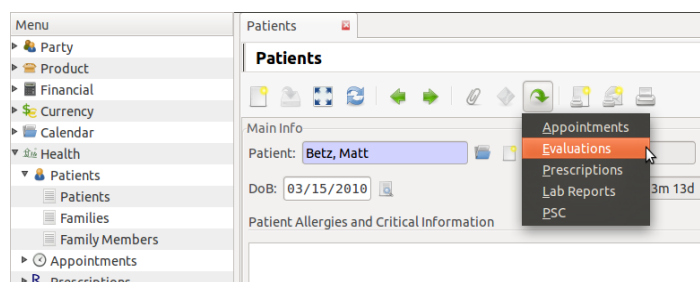 Menu
Party
Product
Financial
Currency
Calendar
Health
Patients
Patients
Families
Family Members
Appointments
Prescriptions
Patients
Patients
Main Info
Patient: Betz, Matt
DoB: 03/15/2010
3m 13d
Patient Allergies and Critical Information
Appointments
Evaluations
Prescriptions
Lab Reports
PSC